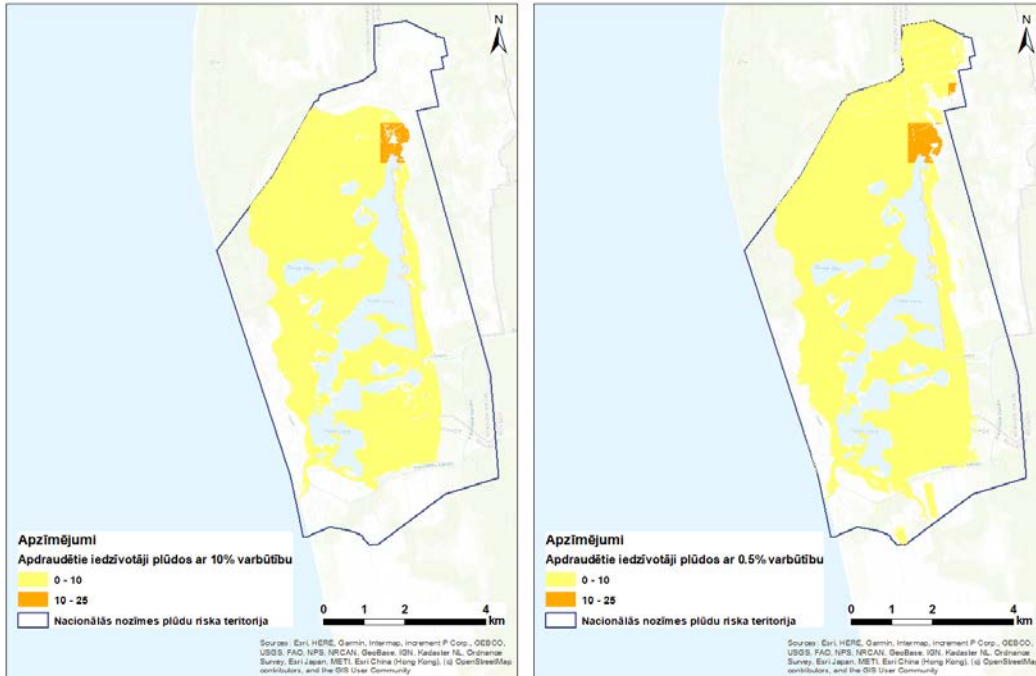 N
Apzīmējumi
Apdraudētie iedzīvotāji plūdos ar 10% varbūtību
0 - 10
10 - 25
Nacionālās nozīmes plūdu riska teritorija
0 1 2 4
km
Sources: Esri, HERE, Garmin, Intermap, increment P Corp., GEBCO,
USGS, FAO, NPS, NRCAN, GeoBase, IGN, Kadaster NL, Ordnance
Survey, Esri Japan, METI, Esri China (Hong Kong), (c) OpenStreetMap
contributors, and the GIS User Community
N
Apzīmējumi
Apdraudētie iedzīvotāji plūdos ar 0.5% varbūtību
0 - 10
10 - 25
Nacionālās nozīmes plūdu riska teritorija
0 1 2 4
km
Sources: Esri, HERE, Garmin, Intermap, increment P Corp., GEBCO,
USGS, FAO, NPS, NRCAN, GeoBase, IGN, Kadaster NL, Ordnance
Survey, Esri Japan, METI, Esri China (Hong Kong), (c) OpenStreetMap
contributors, and the GIS User Community